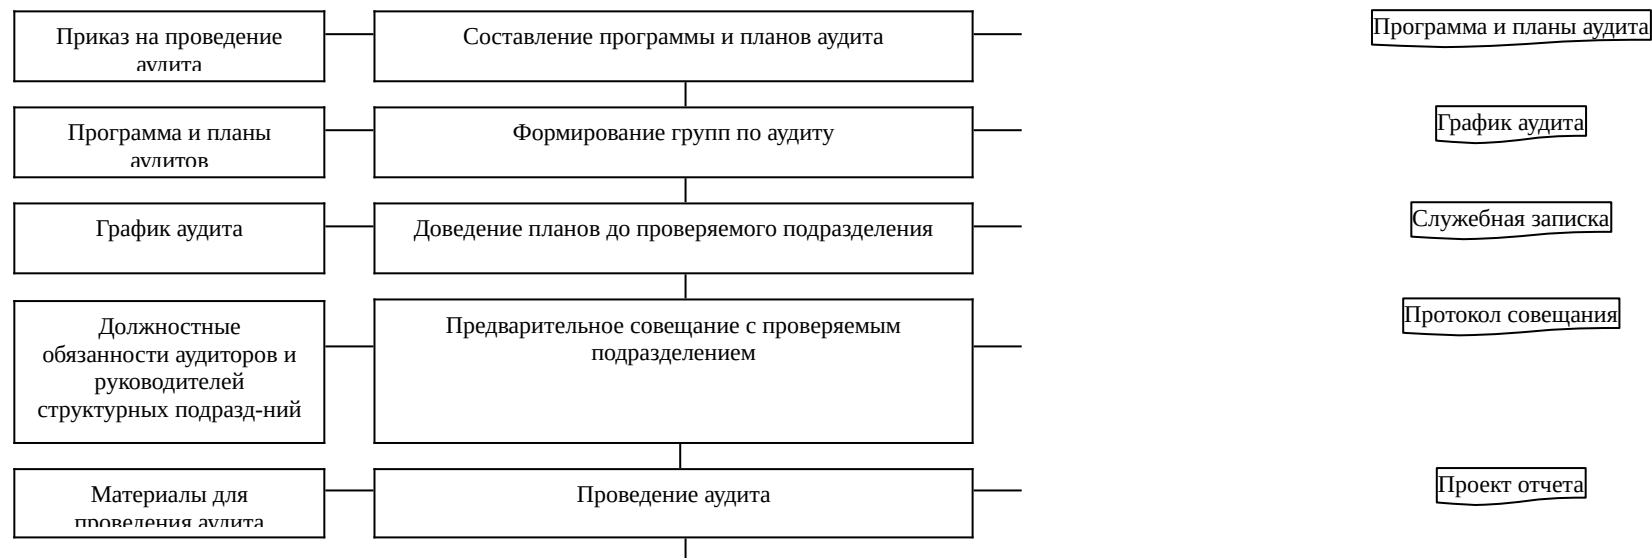 Приказ на проведение
аудита
Составление программы и планов аудита
Программа и планы аудита
Программа и планы
аудитов
Формирование групп по аудиту
График аудита
График аудита
Доведение планов до проверяемого подразделения
Служебная записка
Должностные
обязанности аудиторов и
руководителей
структурных подразд-ний
Предварительное совещание с проверяемым
подразделением
Протокол совещания
Материалы для
проведения аудита
Проведение аудита
Проект отчета